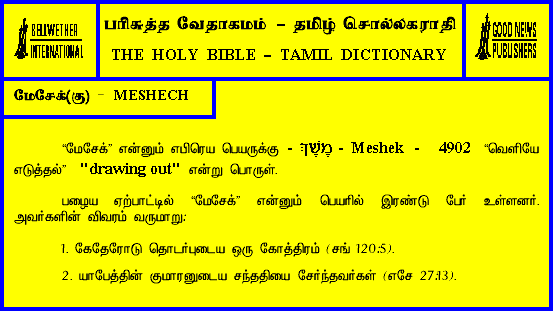 BELLWETHER
INTERNATIONAL
பரிசுத்த வேதாகமம் – தமிழ் சொல்லகராதி
THE HOLY BIBLE – TAMIL DICTIONARY
GOOD NEWS
PUBLISHERS
மேசேக்(கு) - MESHECH
“மேசேக்” என்னும் எபிரெய பெயருக்கு - מֶשֶׁךְ - Meshek - 4902 “வெளியே
எடுத்தல்” "drawing out" என்று பொருள்.
பழைய ஏற்பாட்டில் “மேசேக்” என்னும் பெயரில் இரண்டு பேர் உள்ளனர்.
அவர்களின் விவரம் வருமாறு:
1. கேதேரோடு தொடர்புடைய ஒரு கோத்திரம் (சங் 120:5).
2. யாபேத்தின் குமாரனுடைய சந்ததியை சேர்ந்தவர்கள் (எசே 27:13).